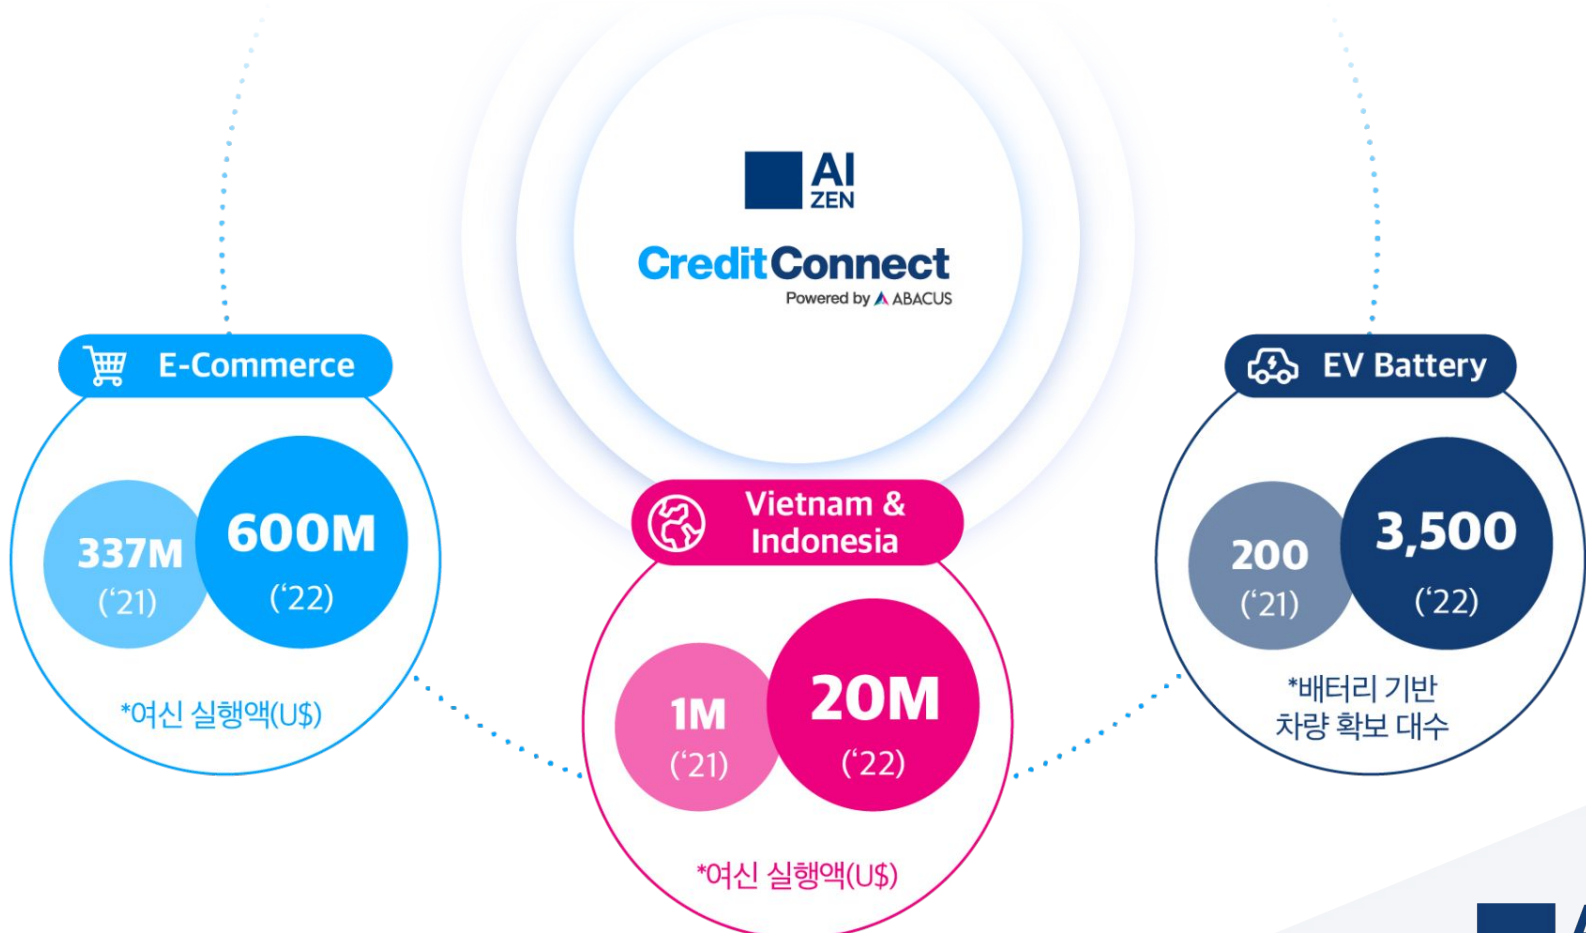 AI
ZEN
CreditConnect
Powered by ABACUS
E-Commerce
337M
(‘21)
600M
(‘22)
*여신 실행액(U$)
Vietnam &
Indonesia
1M
(‘21)
20M
(‘22)
*여신 실행액(U$)
EV Battery
200
(‘21)
3,500
(‘22)
*배터리 기반
차량 확보 대수